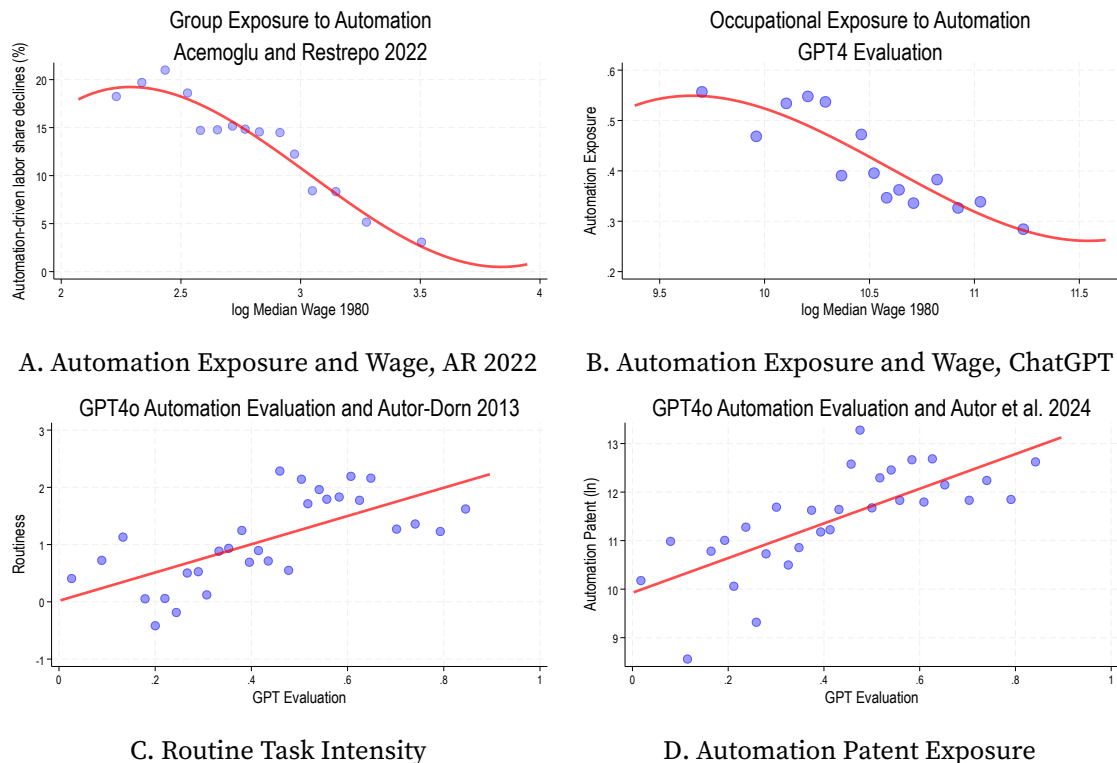 Group Exposure to Automation
Acemoglu and Restrepo 2022
Automation-driven labor share declines (%)
20
15
10
5
0
2
2.5
3
3.5
4
log Median Wage 1980
A. Automation Exposure and Wage, AR 2022
Occupational Exposure to Automation
GPT4 Evaluation
Automation Exposure
.6
.5
.4
.3
.2
9.5
10
10.5
11
11.5
log Median Wage 1980
B. Automation Exposure and Wage, ChatGPT
GPT4o Automation Evaluation and Autor-Dorn 2013
Routiness
3
2
1
0
-1
0
.2
.4
.6
.8
1
GPT Evaluation
C. Routine Task Intensity
GPT4o Automation Evaluation and Autor et al. 2024
Automation Patent (ln)
13
12
11
10
9
0
.2
.4
.6
.8
1
GPT Evaluation
D. Automation Patent Exposure